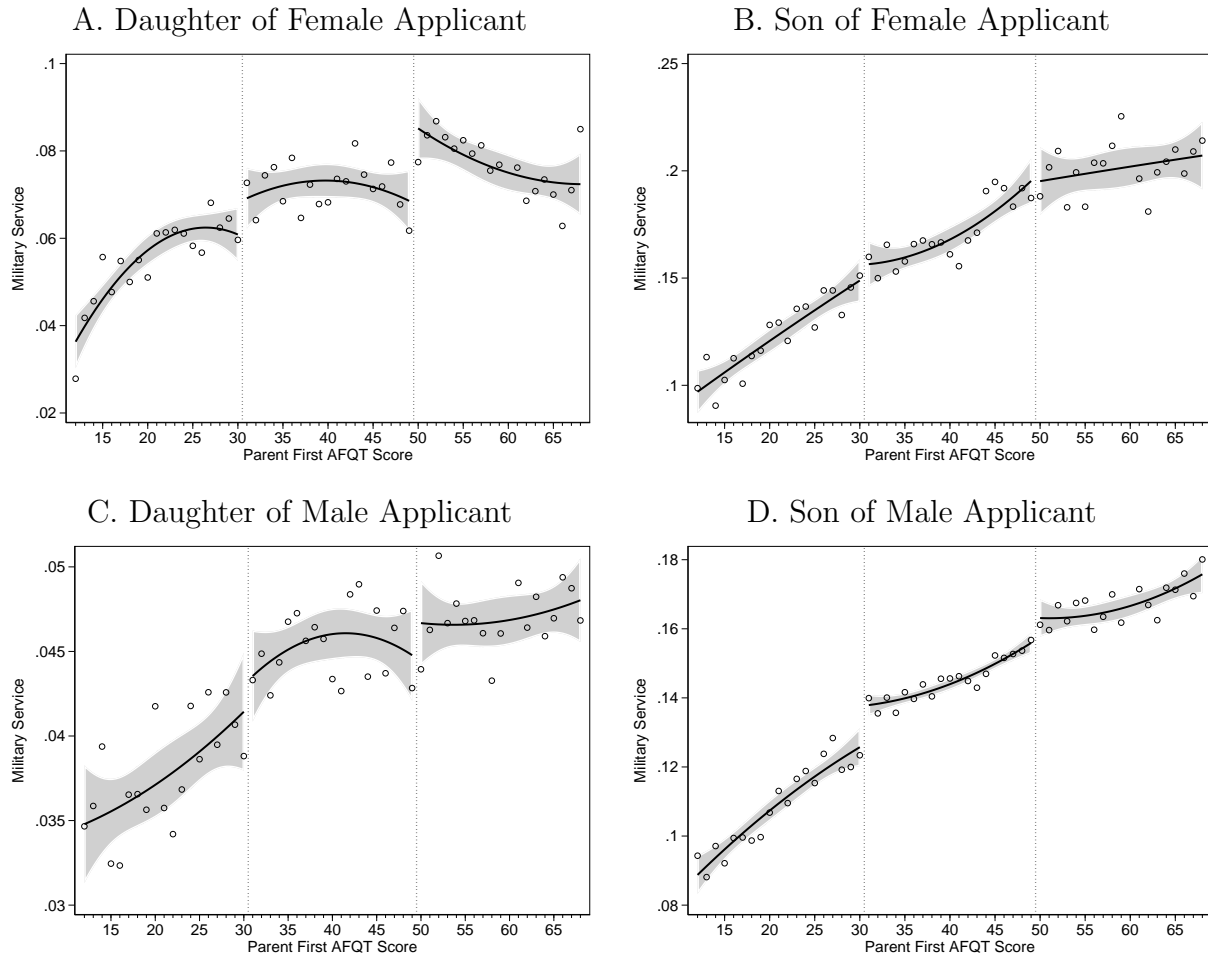 A. Daughter of Female Applicant
.1
.08
.06
.04
.02
Military Service
15 20 25 30 35 40 45 50 55 60 65
Parent First AFQT Score
B. Son of Female Applicant
.25
.2
.15
.1
Military Service
15 20 25 30 35 40 45 50 55 60 65
Parent First AFQT Score
C. Daughter of Male Applicant
.05
.045
.04
.035
.03
Military Service
15 20 25 30 35 40 45 50 55 60 65
Parent First AFQT Score
D. Son of Male Applicant
.18
.16
.14
.12
.1
.08
Military Service
15 20 25 30 35 40 45 50 55 60 65
Parent First AFQT Score